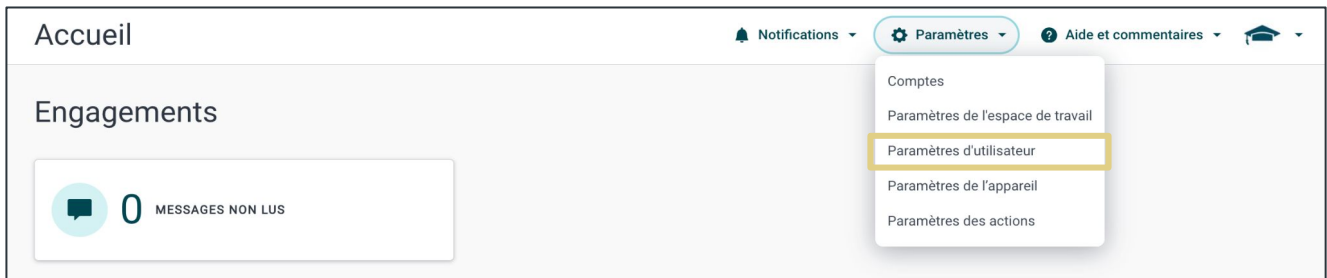 Accueil
Notifications
Paramètres
Aide et commentaires
Comptes
Engagements
Paramètres de l'espace de travail
Paramètres d'utilisateur
Paramètres de l'appareil
0 MESSAGES NON LUS
Paramètres des actions